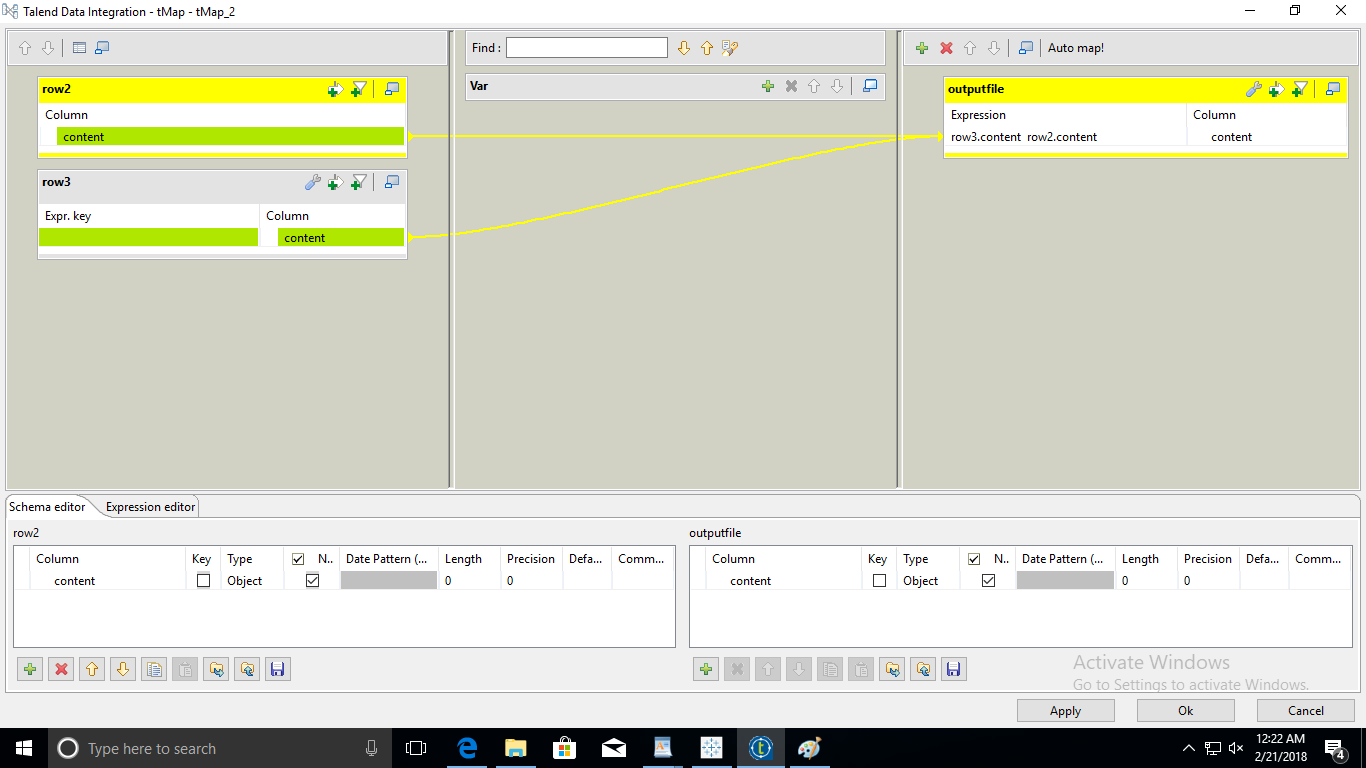 Talend Data Integration - tMap - tMap_2
Find :
Auto map!
row2
Column
content
row3
Expr. key Column
content
Var
outputfile
Expression Column
row3.content row2.content content
Schema editor Expression editor
row2
Column Key Type N.. Date Pattern (... Length Precision Defa... Comm...
content Object 0 0
outputfile
Column Key Type N.. Date Pattern (... Length Precision Defa... Comm...
content Object 0 0
Activate Windows
Go to Settings to activate Windows.
Apply Ok Cancel
Type here to search
12:22 AM
2/21/2018
4